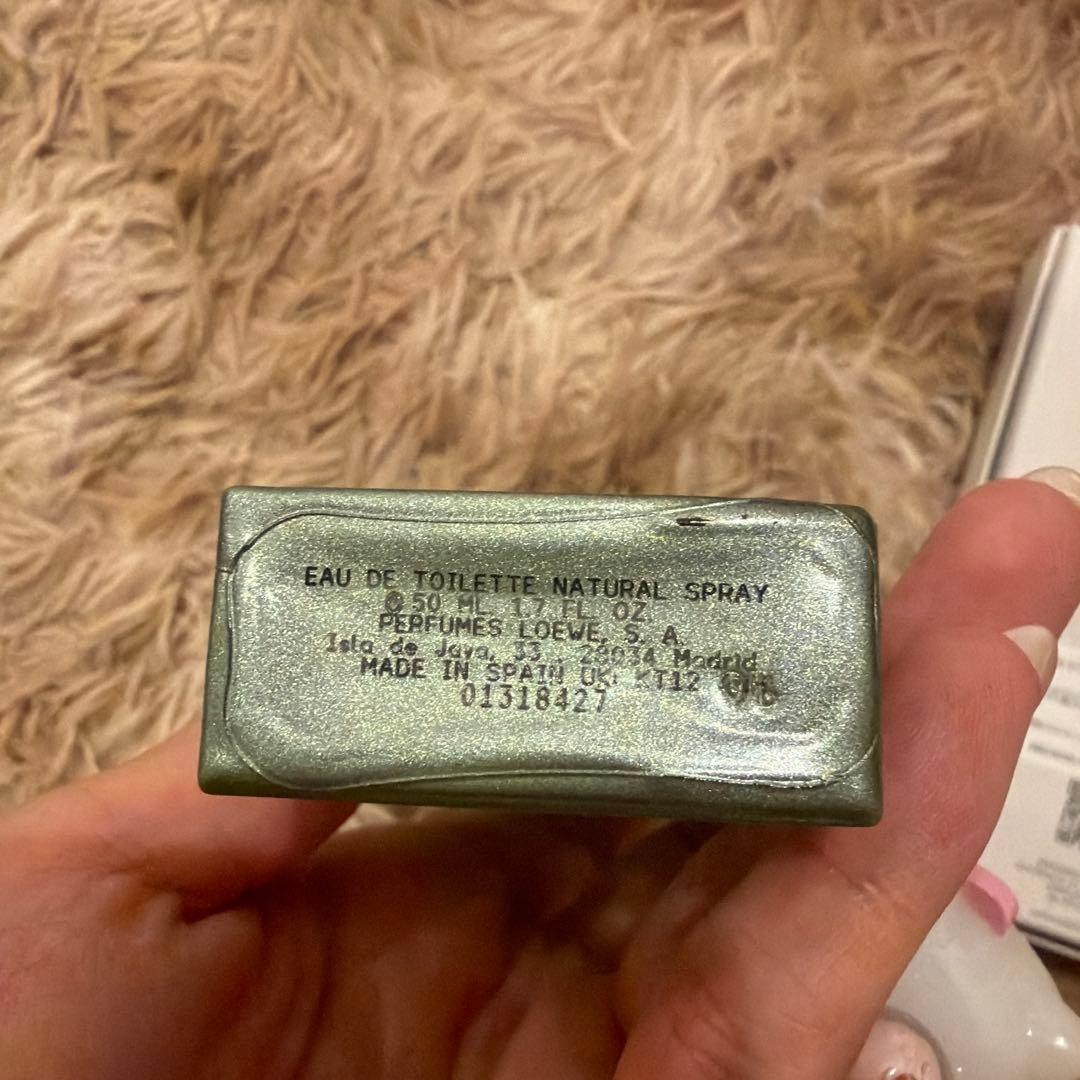 EAU DE TOILETTE NATURAL SPRAY
50 ML 1.7 FL. OZ.
PERFUMES LOEWE, S. A.
Isla de Java, 33. 28034 Madrid
MADE IN SPAIN UK: KT12
01318427